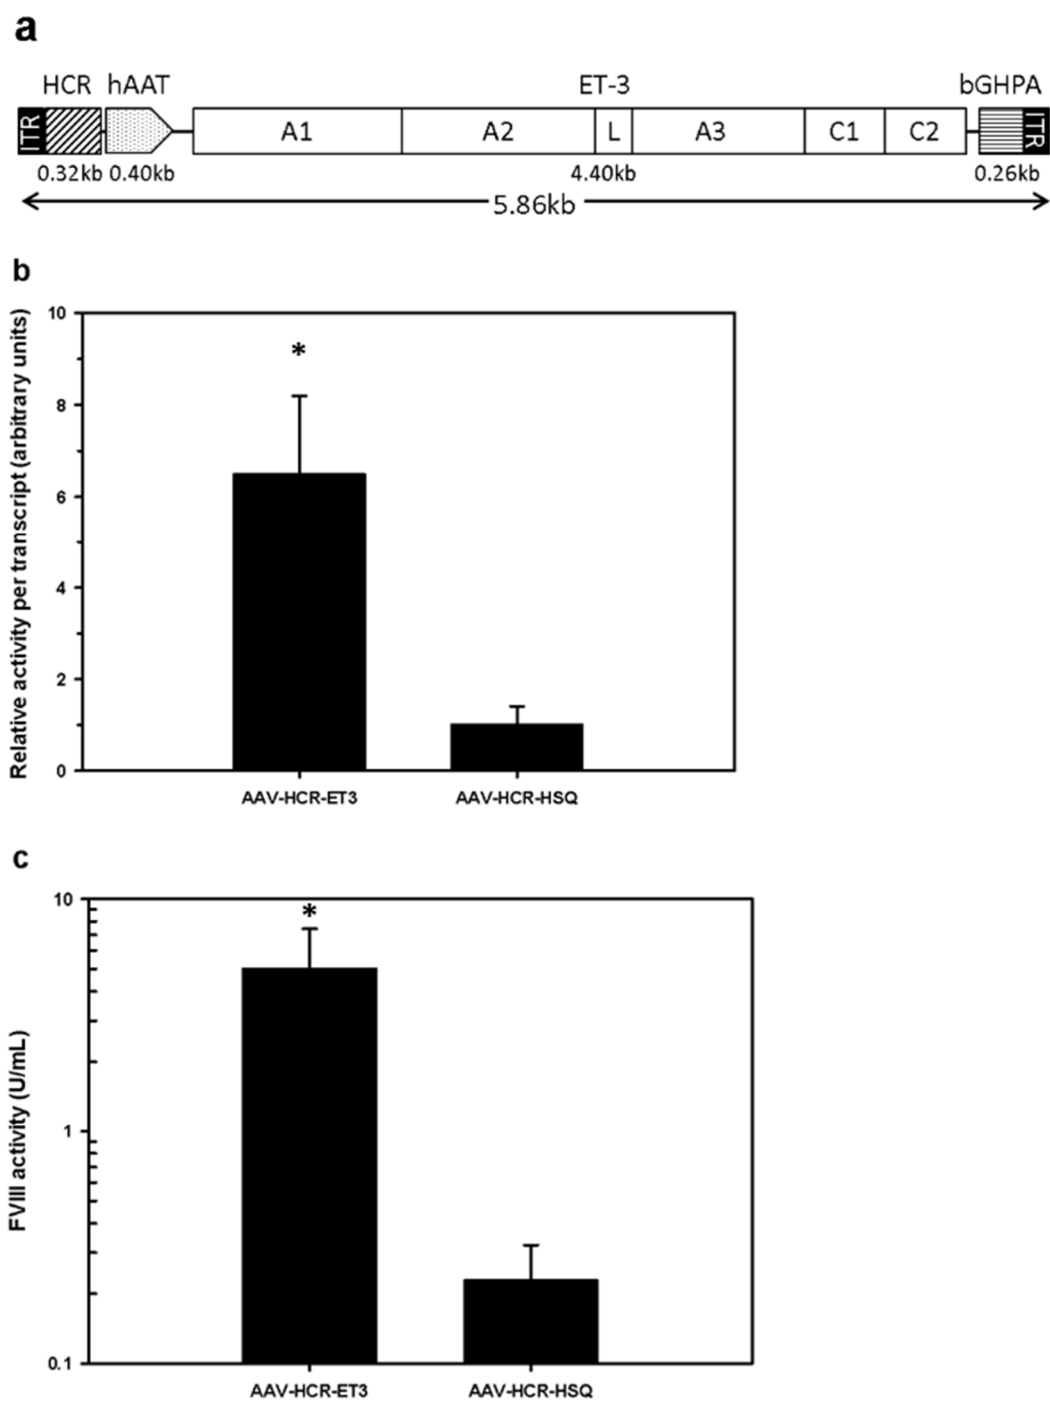 a
HCR hAAT ET-3 bGHPA
ITR A1 A2 L A3 C1 C2 ITR
0.32kb 0.40kb 4.40kb 0.26kb
5.86kb
b
Relative activity per transcript (arbitrary units)
10
*
8
6
4
2
0
AAV-HCR-ET3 AAV-HCR-HSQ
c
FVIII activity (U/mL)
10
*
1
0.1
AAV-HCR-ET3 AAV-HCR-HSQ